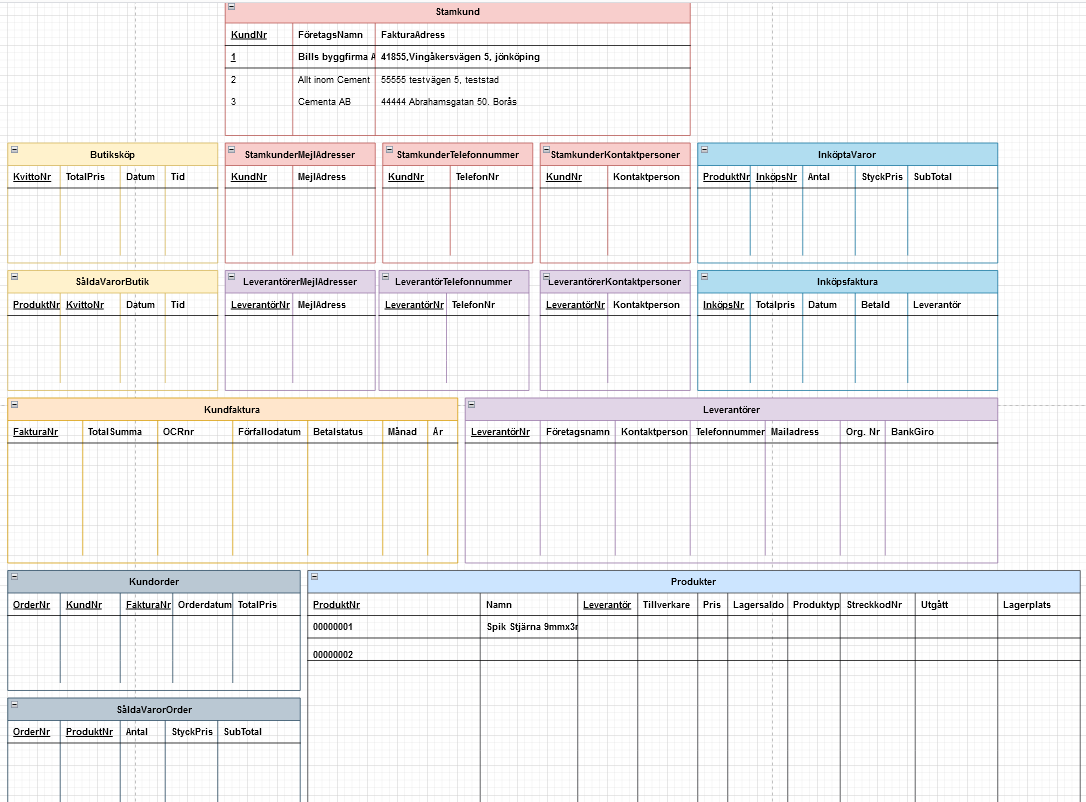 Stamkund
KundNr FöretagsNamn FakturaAdress
1 Bills byggfirma A 41855,Vingåkersvägen 5, jönköping
2 Allt inom Cement 55555 testvägen 5, teststad
3 Cementa AB 44444 Abrahamsgatan 50, Borås
Butiksköp
KvittoNr TotalPris Datum Tid
StamkunderMejlAdresser
KundNr MejlAdress
StamkunderTelefonnummer
KundNr TelefonNr
StamkunderKontaktpersoner
KundNr Kontaktperson
InköptaVaror
ProduktNr InköpsNr Antal StyckPris SubTotal
SåldaVarorButik
ProduktNr KvittoNr Datum Tid
LeverantörerMejlAdresser
LeverantörNr MejlAdress
LeverantörTelefonnummer
LeverantörNr TelefonNr
LeverantörerKontaktpersoner
LeverantörNr Kontaktperson
Inköpsfaktura
InköpsNr Totalpris Datum Betald Leverantör
Kundfaktura
FakturaNr TotalSumma OCRnr Förfallodatum Betalstatus Månad År
Leverantörer
LeverantörNr Företagsnamn Kontaktperson Telefonnummer Mailadress Org. Nr BankGiro
Kundorder
OrderNr KundNr FakturaNr Orderdatum TotalPris
Produkter
ProduktNr Namn Leverantör Tillverkare Pris Lagersaldo Produktyp StreckkodNr Utgått Lagerplats
00000001 Spik Stjärna 9mmx3
00000002
SåldaVarorOrder
OrderNr ProduktNr Antal StyckPris SubTotal